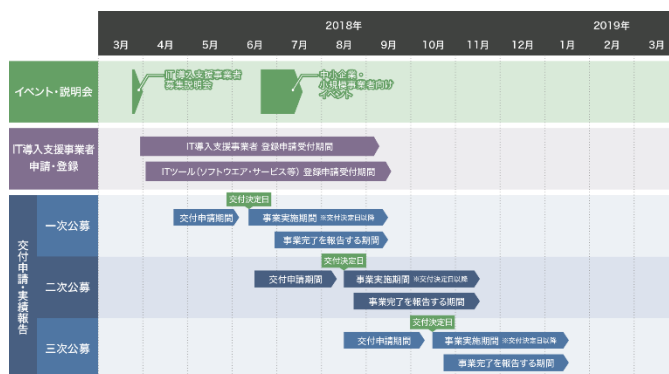 2018年 2019年
3月 4月 5月 6月 7月 8月 9月 10月 11月 12月 1月 2月 3月
イベント・説明会
IT導入支援事業者
募集説明会
中小企業・
小規模事業者向け
イベント
IT導入支援事業者
申請・登録
IT導入支援事業者 登録申請受付期間
ITツール(ソフトウエア・サービス等) 登録申請受付期間
交付申請・実績報告
一次公募
交付決定日
交付申請期間
事業実施期間 ※交付決定日以降
事業完了を報告する期間
二次公募
交付決定日
交付申請期間
事業実施期間 ※交付決定日以降
事業完了を報告する期間
三次公募
交付決定日
交付申請期間
事業実施期間 ※交付決定日以降
事業完了を報告する期間